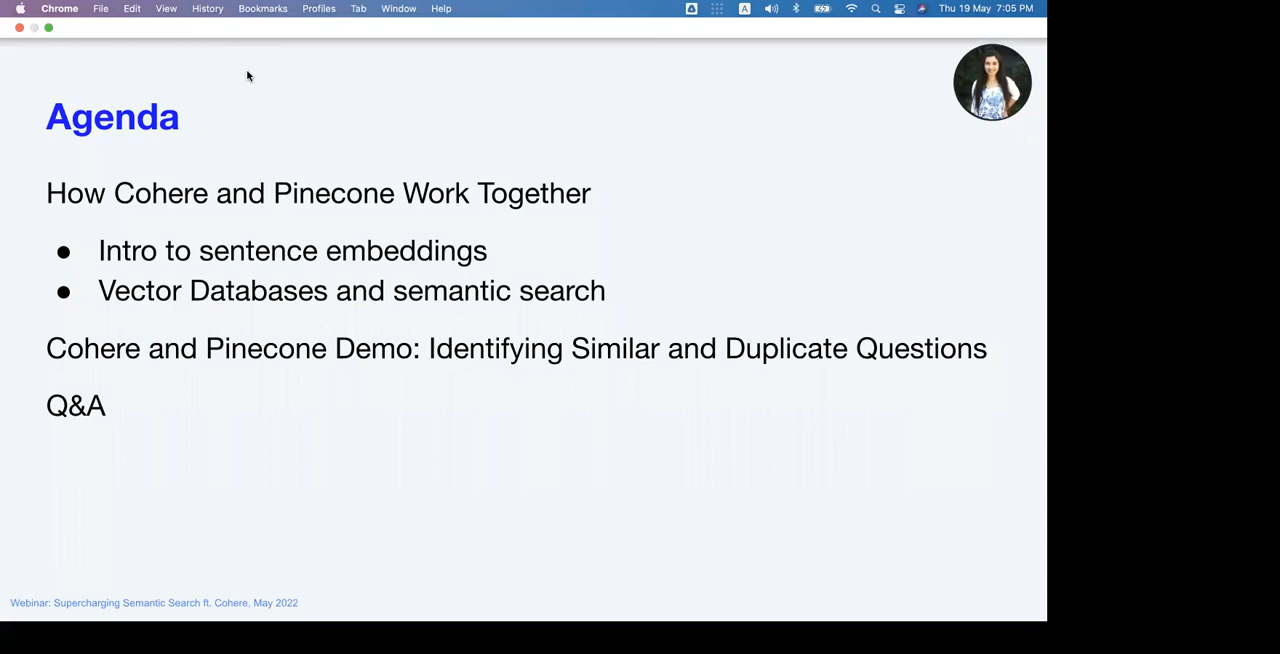 Chrome File Edit View History Bookmarks Profiles Tab Window Help A Thu 19 May 7:05 PM
Agenda
How Cohere and Pinecone Work Together
● Intro to sentence embeddings
● Vector Databases and semantic search
Cohere and Pinecone Demo: Identifying Similar and Duplicate Questions
Q&A
Webinar: Supercharging Semantic Search ft. Cohere, May 2022